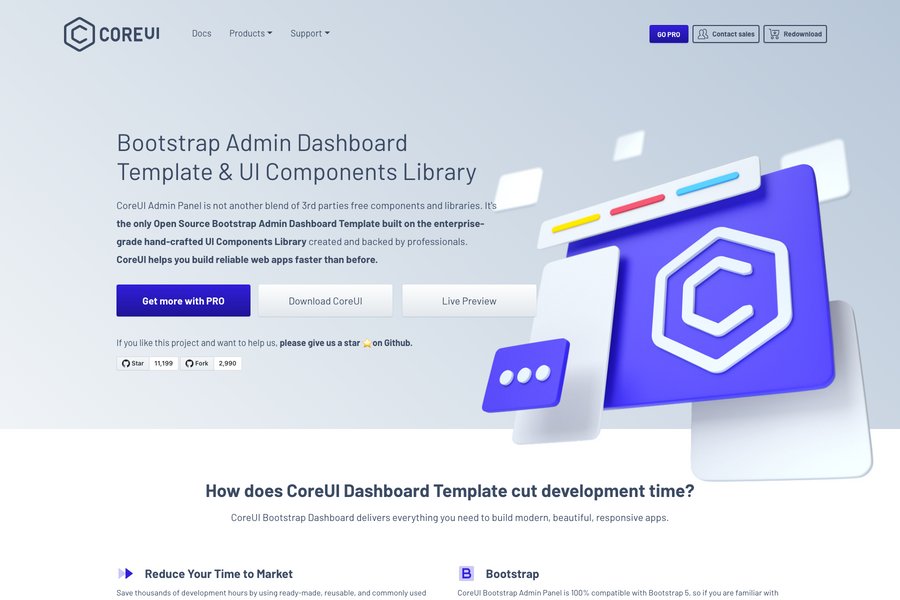 COREUI
Docs Products Support
GO PRO Contact sales Redownload
Bootstrap Admin Dashboard
Template & UI Components Library
CoreUI Admin Panel is not another blend of 3rd parties free components and libraries. It's
the only Open Source Bootstrap Admin Dashboard Template built on the enterprise-
grade hand-crafted UI Components Library created and backed by professionals.
CoreUI helps you build reliable web apps faster than before.
Get more with PRO Download CoreUI Live Preview
If you like this project and want to help us, please give us a star ⭐on Github.
Star 11,199 Fork 2,990
How does CoreUI Dashboard Template cut development time?
CoreUI Bootstrap Dashboard delivers everything you need to build modern, beautiful, responsive apps.
Reduce Your Time to Market
Save thousands of development hours by using ready-made, reusable, and commonly used
B Bootstrap
CoreUI Bootstrap Admin Panel is 100% compatible with Bootstrap 5, so if you are familiar with